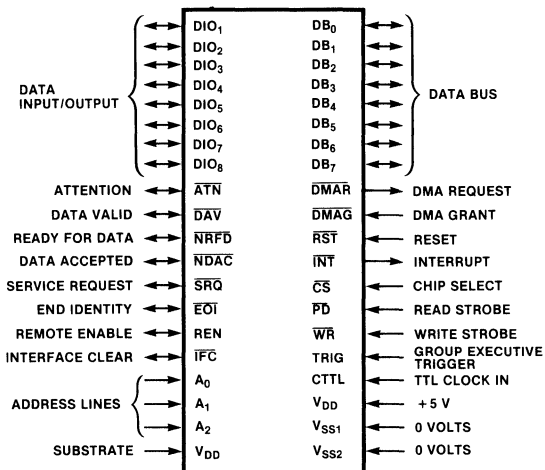 DIO1 DB0
DIO2 DB1
DIO3 DB2
DATA INPUT/OUTPUT DIO4 DB3 DATA BUS
DIO5 DB4
DIO6 DB5
DIO7 DB6
DIO8 DB7
ATTENTION ATN DMAR DMA REQUEST
DATA VALID DAV DMAG DMA GRANT
READY FOR DATA NRFD RST RESET
DATA ACCEPTED NDAC INT INTERRUPT
SERVICE REQUEST SRQ CS CHIP SELECT
END IDENTITY EOI PD READ STROBE
REMOTE ENABLE REN WR WRITE STROBE
INTERFACE CLEAR IFC TRIG GROUP EXECUTIVE TRIGGER
A0 CTTL TTL CLOCK IN
ADDRESS LINES A1 VDD +5 V
A2 VSS1 0 VOLTS
SUBSTRATE VDD VSS2 0 VOLTS